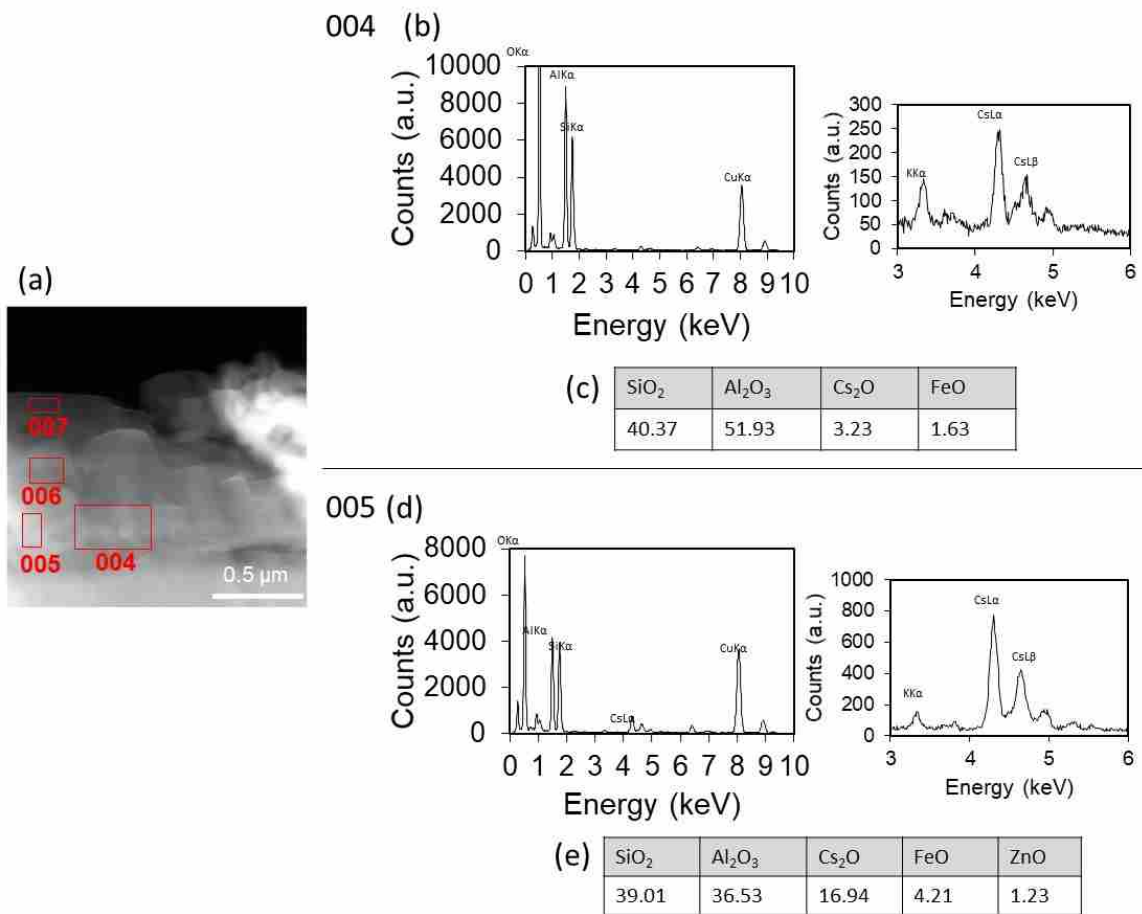 004 (b)
OKα
AlKα
SiKα
CuKα
10000
8000
6000
4000
2000
0
Counts (a.u.)
0 1 2 3 4 5 6 7 8 9 10
Energy (keV)
CsLα
CsLβ
KKα
300
250
200
150
100
50
0
Counts (a.u.)
3 4 5 6
Energy (keV)
(a)
007
006
005
004
0.5 µm
(c)
SiO₂ Al₂O₃ Cs₂O FeO
40.37 51.93 3.23 1.63
005 (d)
OKα
AlKα
SiKα
CsLα
CuKα
8000
6000
4000
2000
0
Counts (a.u.)
0 1 2 3 4 5 6 7 8 9 10
Energy (keV)
CsLα
CsLβ
KKα
1000
800
600
400
200
0
Counts (a.u.)
3 4 5 6
Energy (keV)
(e)
SiO₂ Al₂O₃ Cs₂O FeO ZnO
39.01 36.53 16.94 4.21 1.23